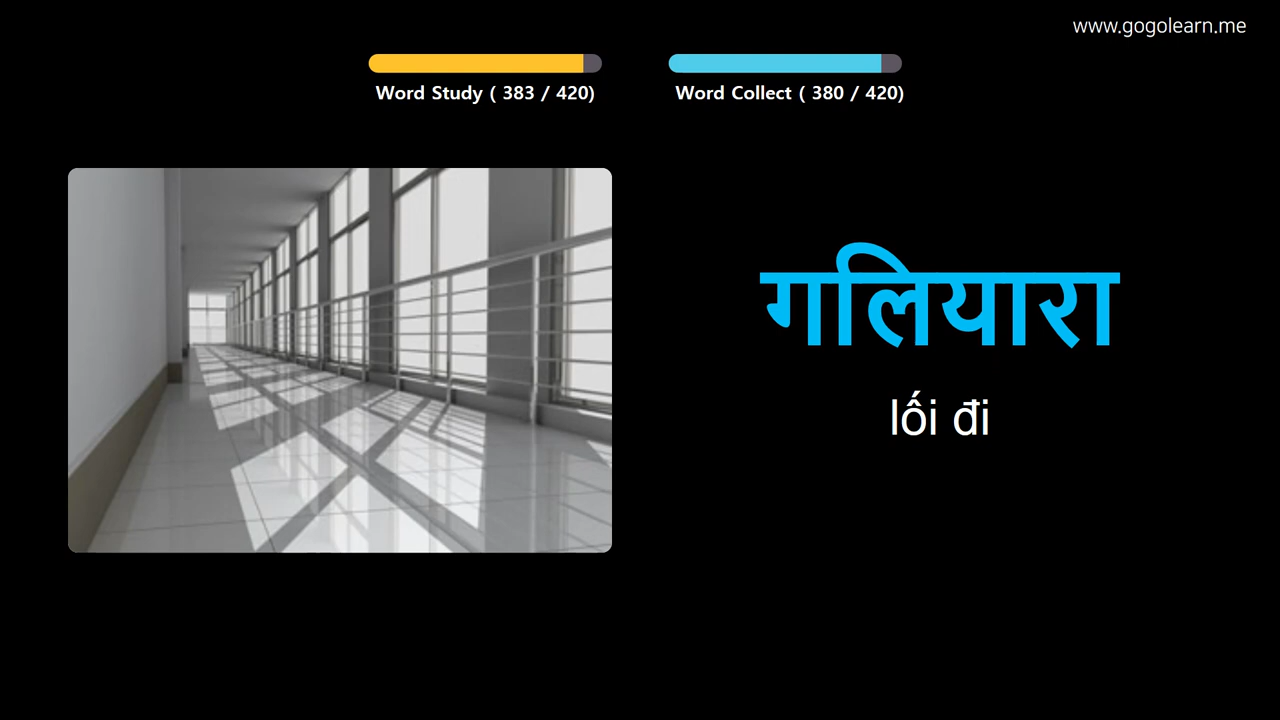 www.gogolearn.me
Word Study ( 383 / 420)
Word Collect ( 380 / 420)
गलियारा
lối đi